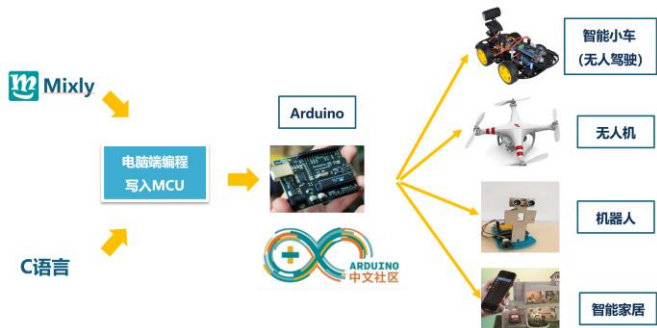 Mixly
C语言
电脑端编程
写入MCU
Arduino
ARDUINO
中文社区
智能小车
(无人驾驶)
无人机
机器人
智能家居